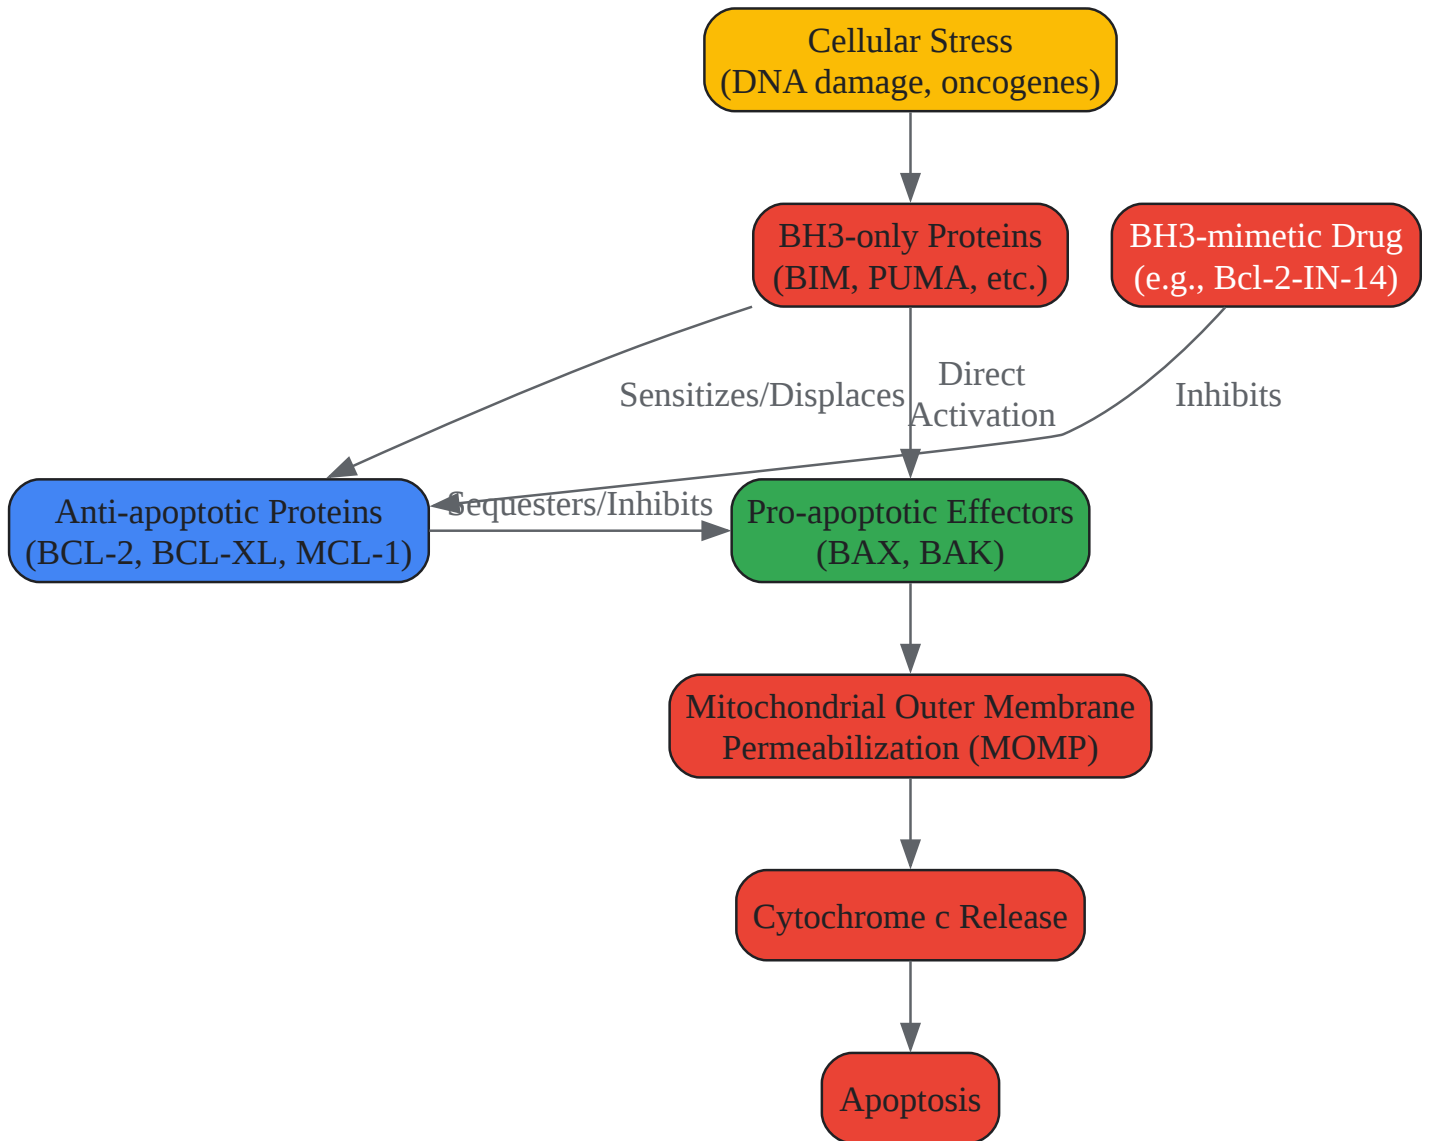 Cellular Stress
(DNA damage, oncogenes)
BH3-only Proteins
(BIM, PUMA, etc.)
BH3-mimetic Drug
(e.g., Bcl-2-IN-14)
Sensitizes/Displaces
Direct
Activation
Inhibits
Anti-apoptotic Proteins
(BCL-2, BCL-XL, MCL-1)
Sequesters/Inhibits
Pro-apoptotic Effectors
(BAX, BAK)
Mitochondrial Outer Membrane
Permeabilization (MOMP)
Cytochrome c Release
Apoptosis